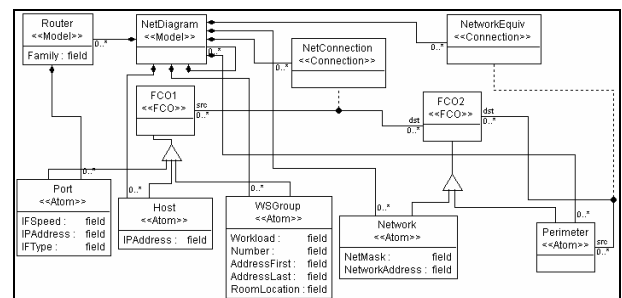 Router
<<Model>>
Family : field
NetDiagram
<<Model>>
NetConnection
<<Connection>>
NetworkEquiv
<<Connection>>
0..*
0..*
0..*
0..*
0..*
FCO1
<<FCO>>
src
0..*
dst
0..*
FCO2
<<FCO>>
dst
0..*
0..*
0..*
0..*
0..*
0..*
Port
<<Atom>>
IFSpeed : field
IPAddress : field
IFType : field
Host
<<Atom>>
IPAddress : field
WSGroup
<<Atom>>
Workload : field
Number : field
AddressFirst : field
AddressLast : field
RoomLocation : field
Network
<<Atom>>
NetMask : field
NetworkAddress : field
Perimeter
<<Atom>>
src
0..*